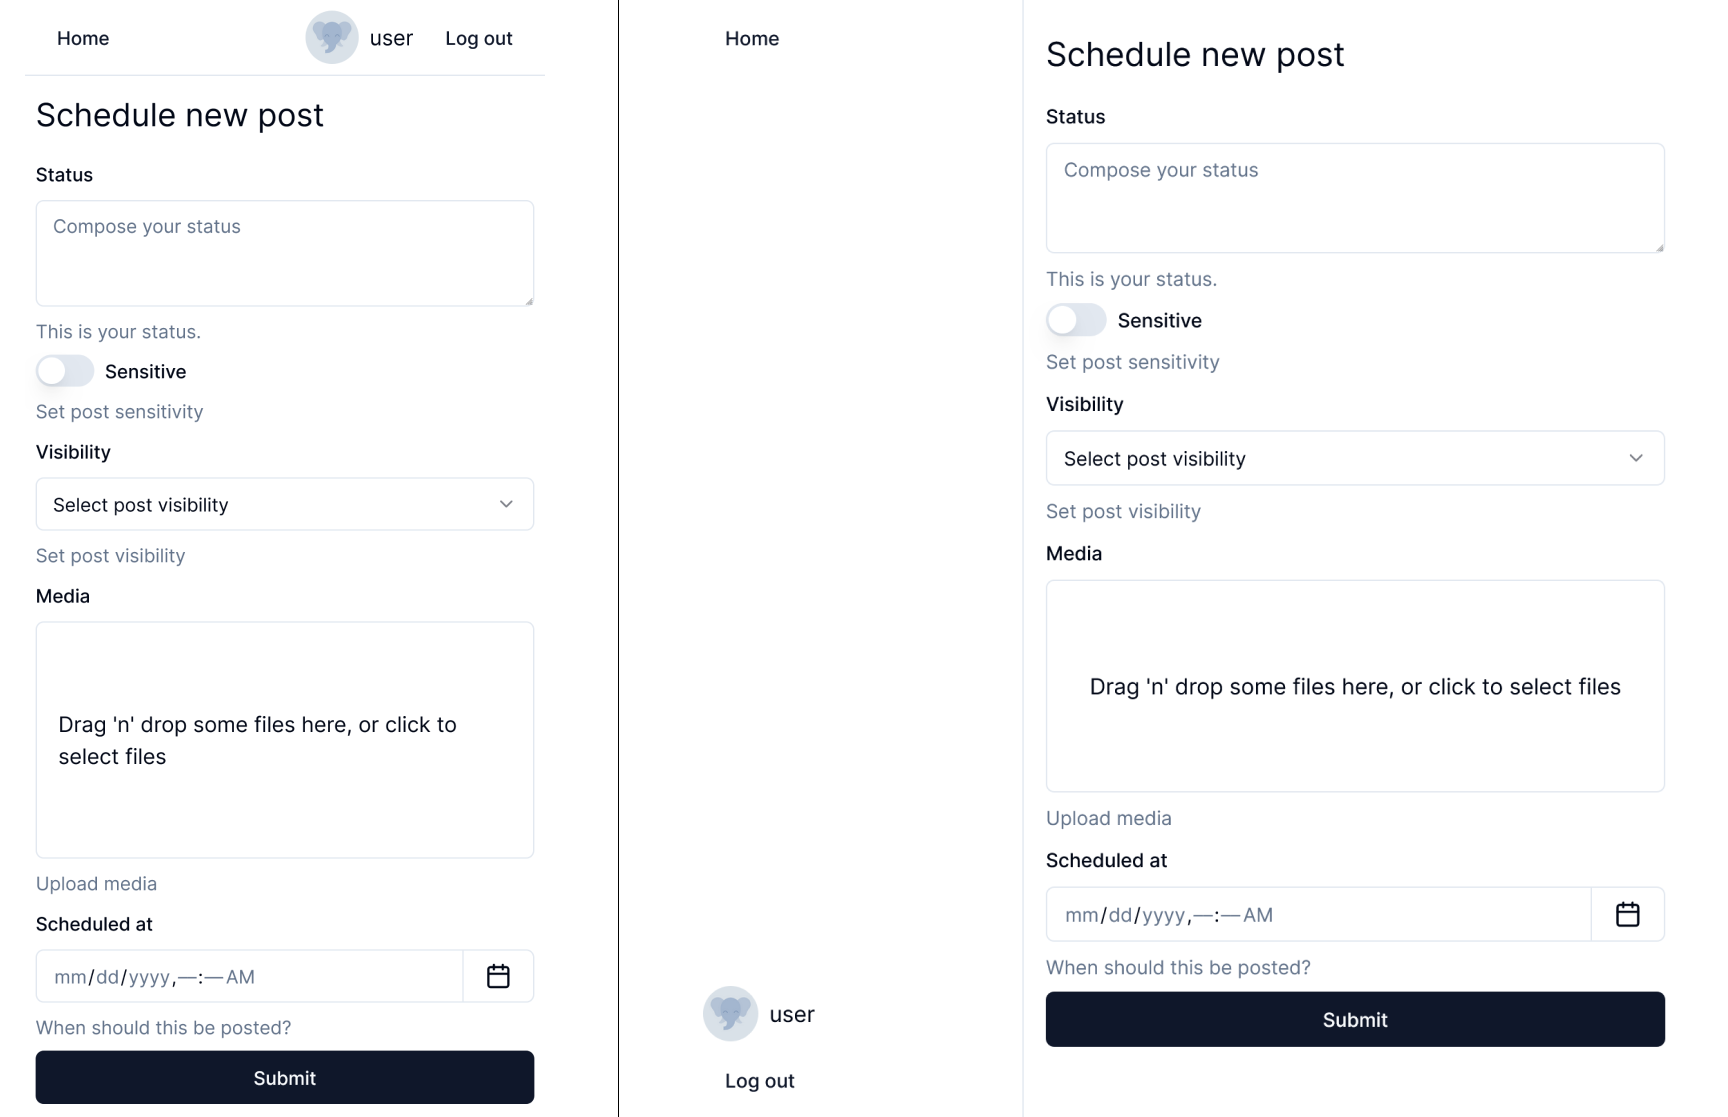 Home
user
Log out
Schedule new post
Status
Compose your status
This is your status.
Sensitive
Set post sensitivity
Visibility
Select post visibility
Set post visibility
Media
Drag 'n' drop some files here, or click to
select files
Upload media
Scheduled at
mm/dd/yyyy,––:––AM
When should this be posted?
Submit
Home
user
Log out
Schedule new post
Status
Compose your status
This is your status.
Sensitive
Set post sensitivity
Visibility
Select post visibility
Set post visibility
Media
Drag 'n' drop some files here, or click to select files
Upload media
Scheduled at
mm/dd/yyyy,––:––AM
When should this be posted?
Submit